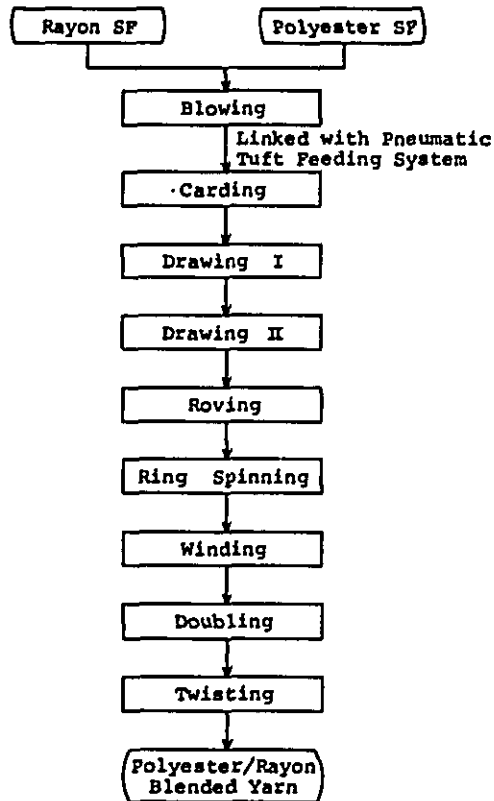 Rayon SF
Polyester SF
Blowing
Linked with Pneumatic
Tuft Feeding System
Carding
Drawing I
Drawing II
Roving
Ring Spinning
Winding
Doubling
Twisting
Polyester/Rayon
Blended Yarn